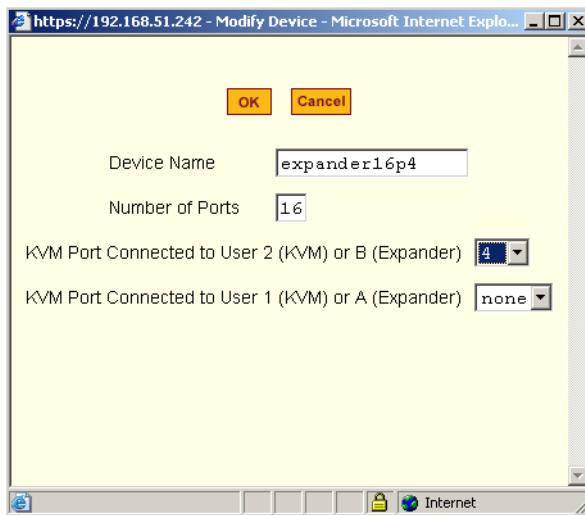 https://192.168.51.242 - Modify Device - Microsoft Internet Explo...
OK Cancel
Device Name expander16p4
Number of Ports 16
KVM Port Connected to User 2 (KVM) or B (Expander) 4
KVM Port Connected to User 1 (KVM) or A (Expander) none
Internet